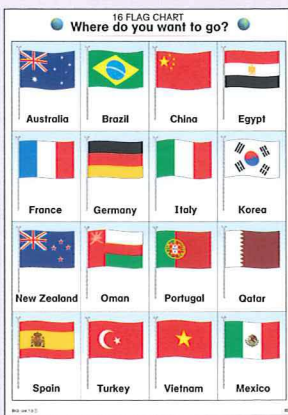 16 FLAG CHART
Where do you want to go?
Australia Brazil China Egypt
France Germany Italy Korea
New Zealand Oman Portugal Qatar
Spain Turkey Vietnam Mexico